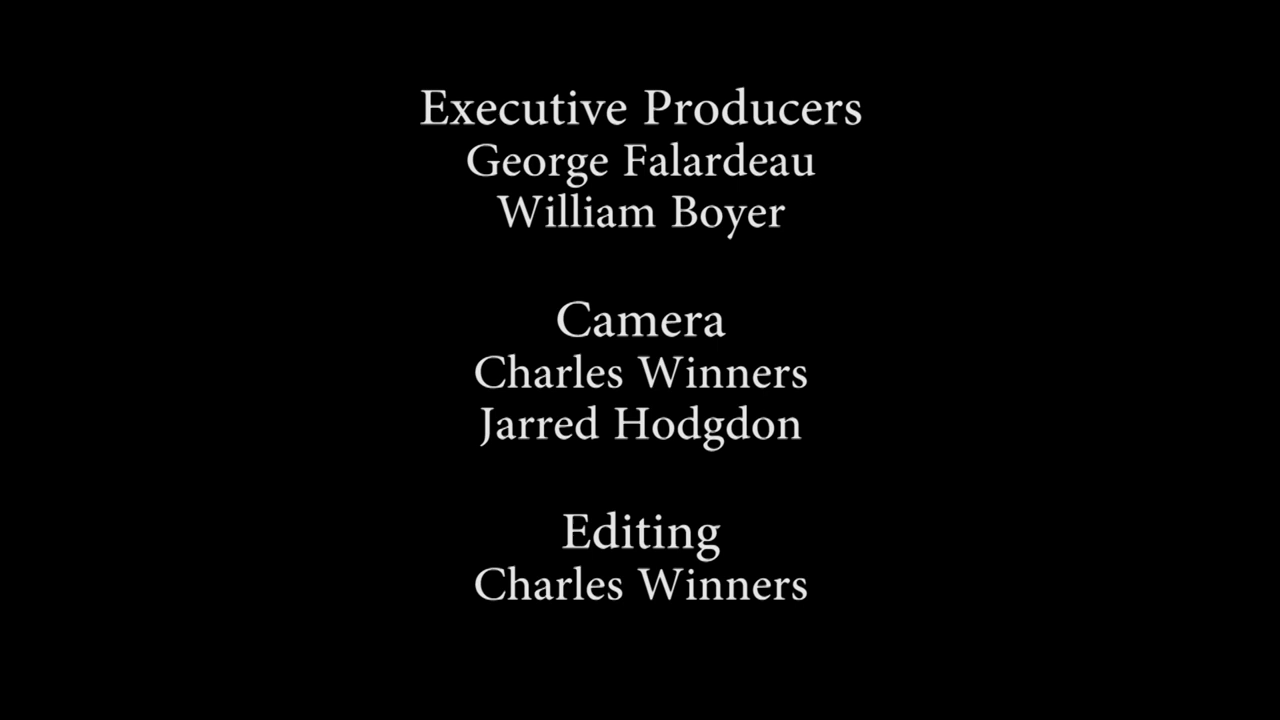 Executive Producers
George Falardeau
William Boyer
Camera
Charles Winners
Jarred Hodgdon
Editing
Charles Winners